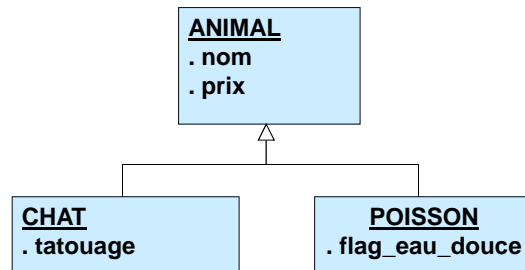 ANIMAL
. nom
. prix
CHAT
. tatouage
POISSON
. flag_eau_douce